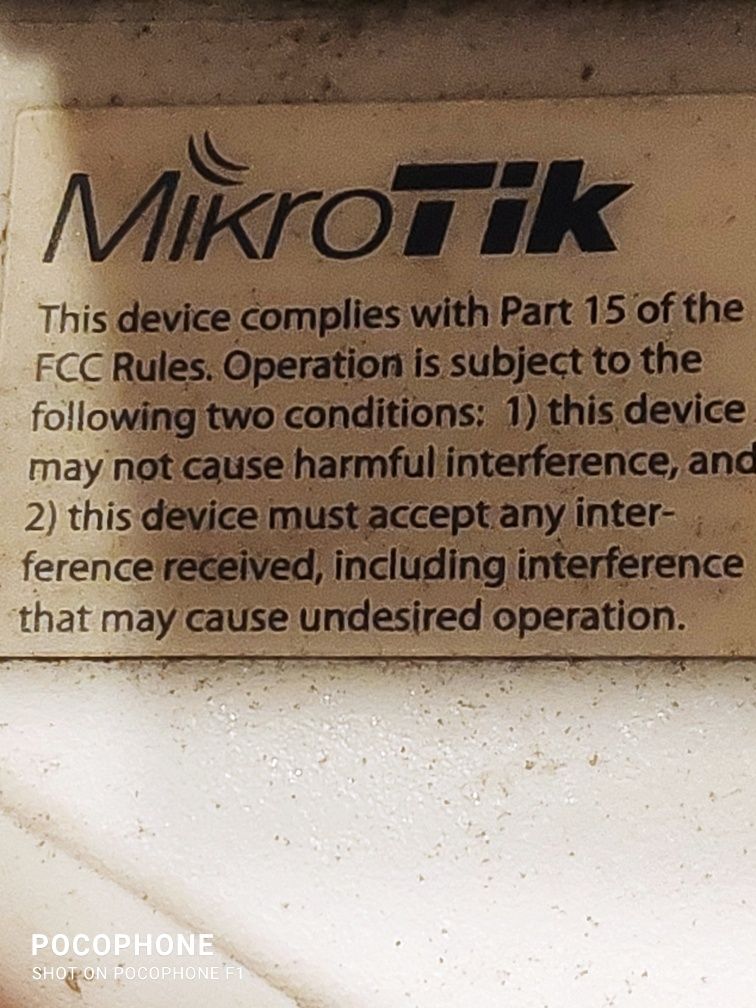 MikroTik
This device complies with Part 15 of the
FCC Rules. Operation is subject to the
following two conditions: 1) this device
may not cause harmful interference, and
2) this device must accept any inter-
ference received, including interference
that may cause undesired operation.
POCOPHONE
SHOT ON POCOPHONE F1